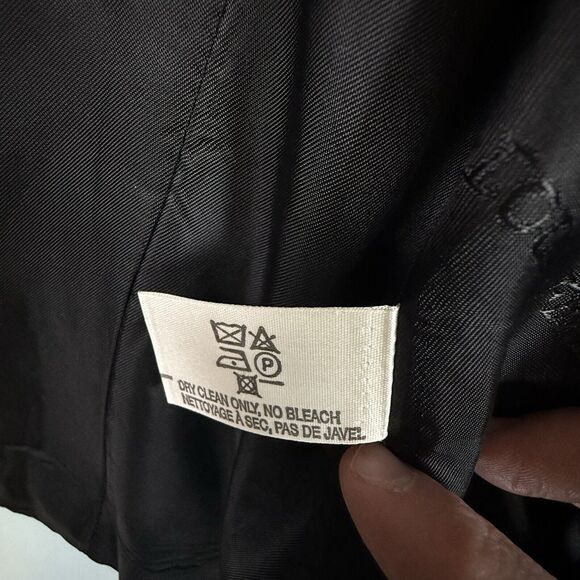 P
DRY CLEAN ONLY, NO BLEACH
NETTOYAGE À SEC, PAS DE JAVEL